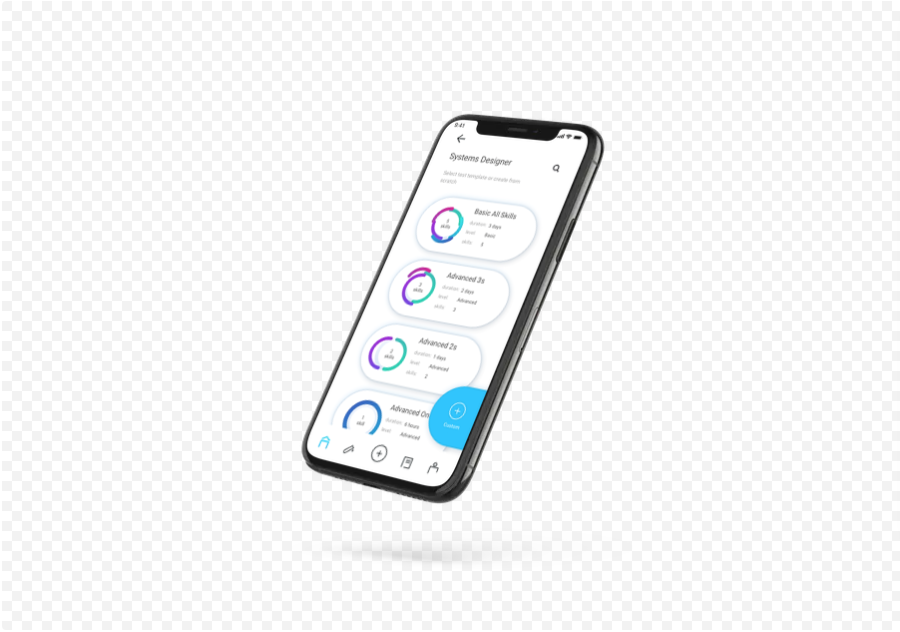 9:41
Systems Designer
Select test template or create from
scratch
Basic All Skills
5
skills
duration 3 days
level Basic
skills 5
Advanced 3s
3
skills
duration 2 days
level Advanced
skills 3
Advanced 2s
2
skills
duration 1 days
level Advanced
skills 2
Advanced On
1
skill
duration 6 hours
level Advanced
Custom